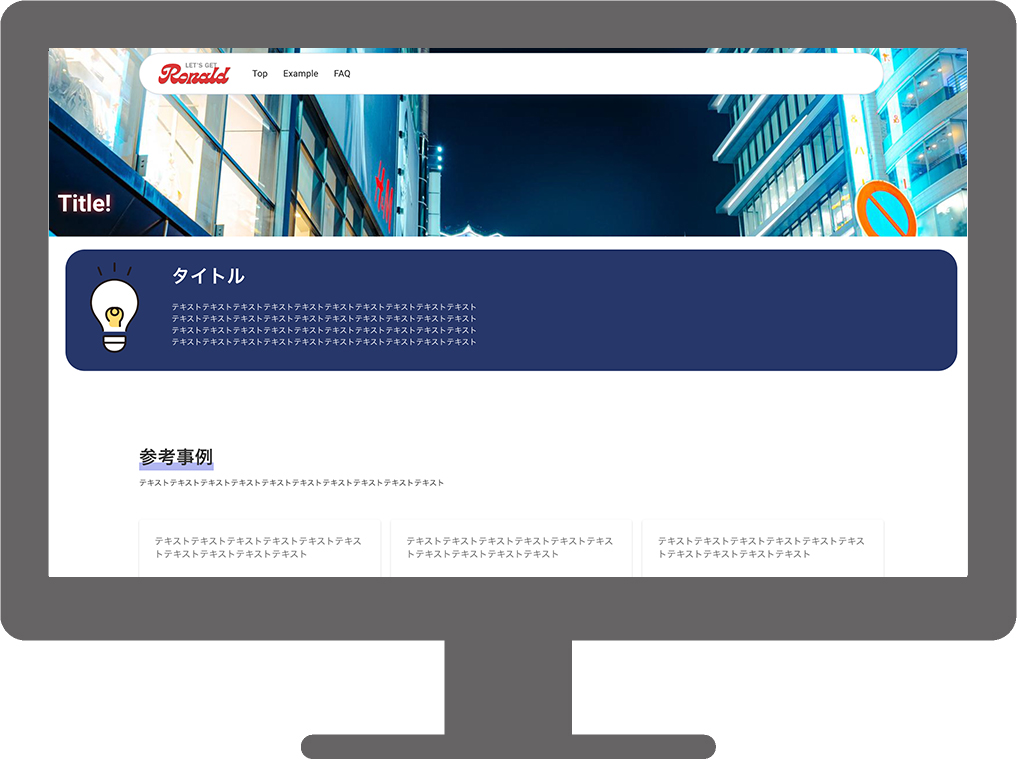 LET'S GET
Ronald
Top Example FAQ
H&M
Title!
タイトル
テキストテキストテキストテキストテキストテキストテキストテキストテキストテキスト
テキストテキストテキストテキストテキストテキストテキストテキストテキストテキスト
テキストテキストテキストテキストテキストテキストテキストテキストテキストテキスト
テキストテキストテキストテキストテキストテキストテキストテキストテキストテキスト
参考事例
テキストテキストテキストテキストテキストテキストテキストテキストテキストテキスト
テキストテキストテキストテキストテキストテキス
トテキストテキストテキストテキスト
テキストテキストテキストテキストテキストテキス
トテキストテキストテキストテキスト
テキストテキストテキストテキストテキストテキス
トテキストテキストテキストテキスト